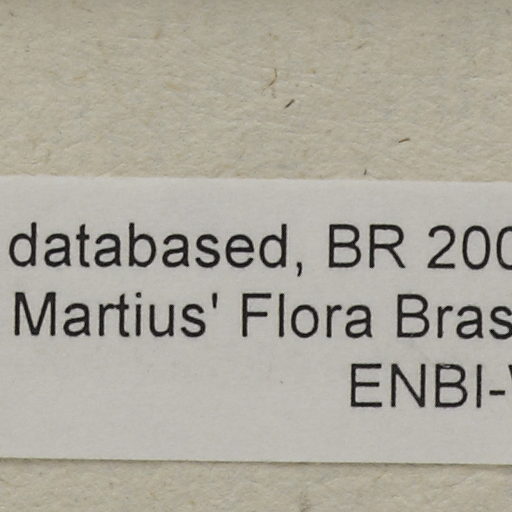 databased, BR 200
Martius' Flora Bras
ENBI-